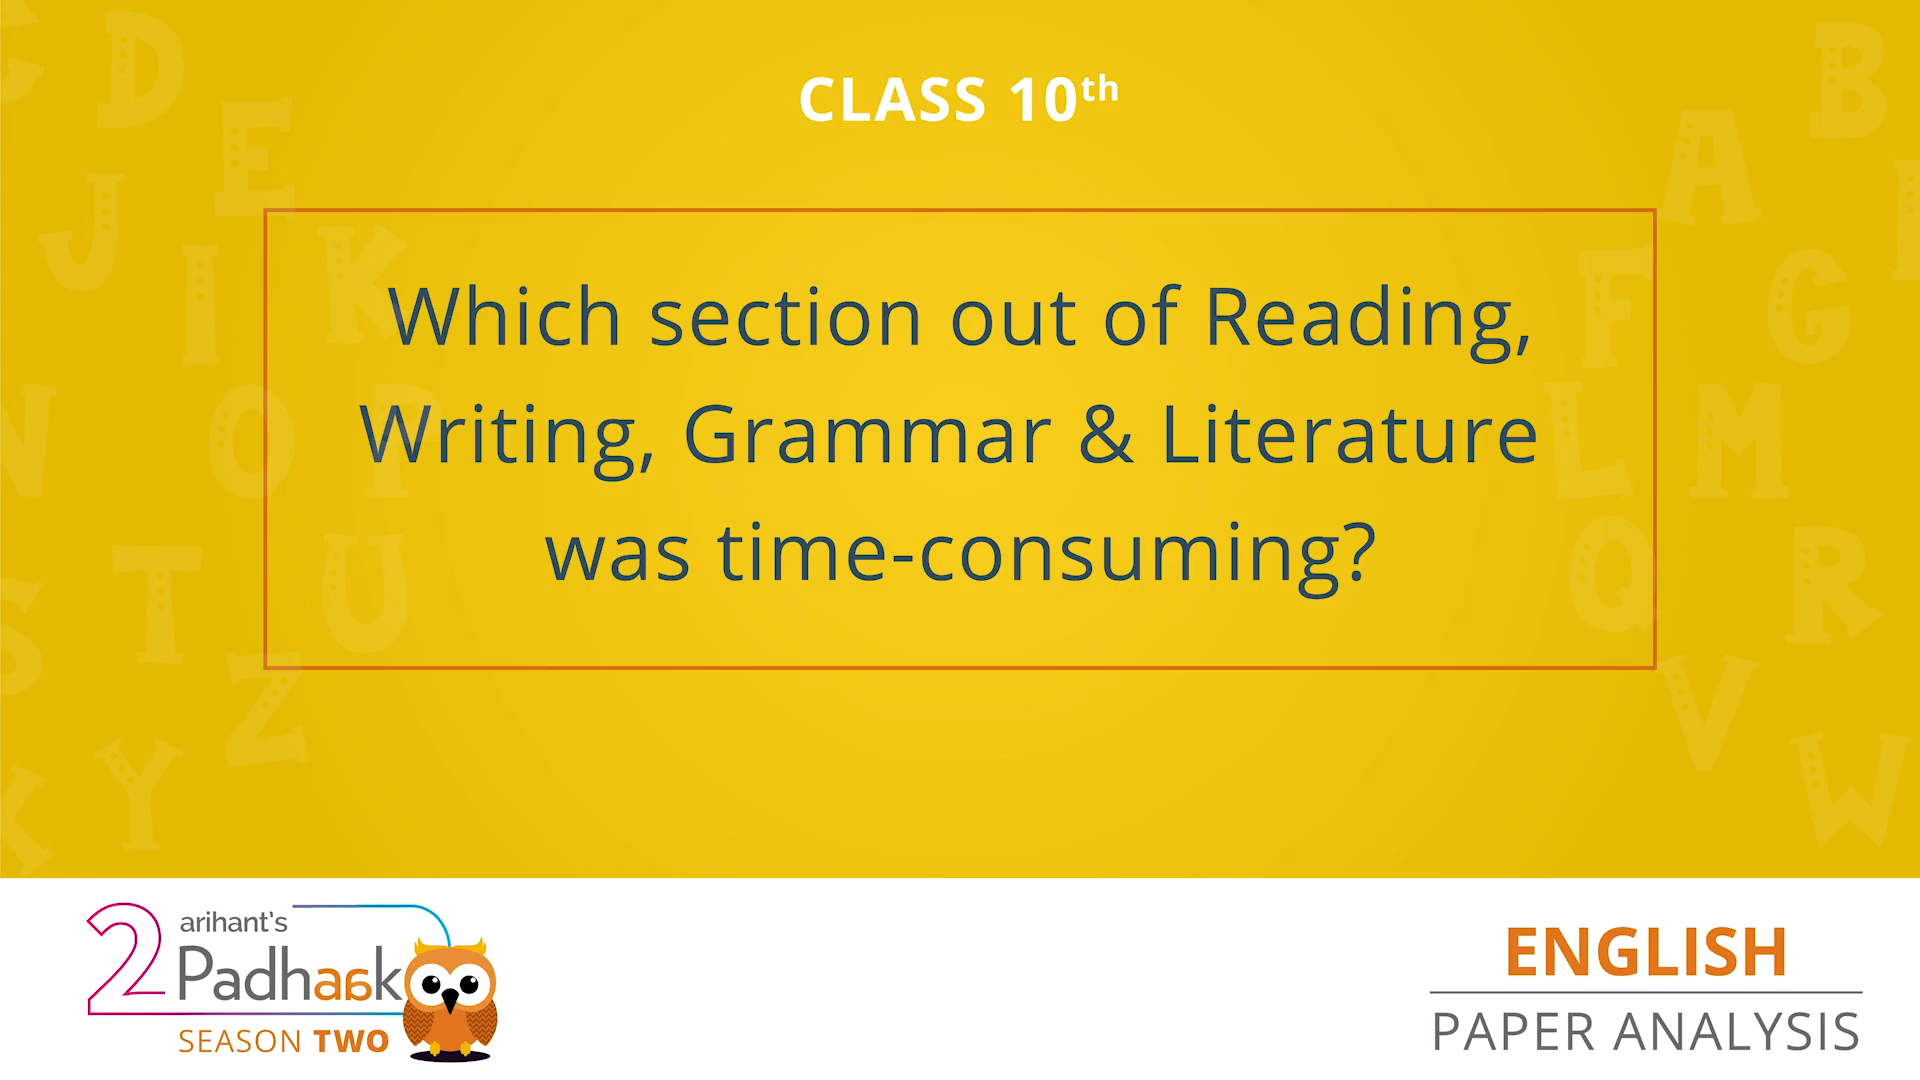 CLASS 10th
Which section out of Reading,
Writing, Grammar & Literature
was time-consuming?
2 arihant's
Padhaak
SEASON TWO
ENGLISH
PAPER ANALYSIS